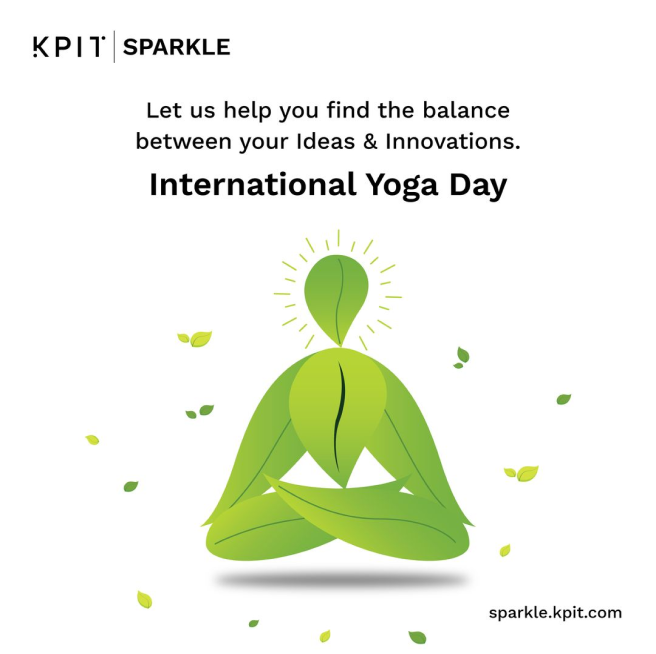 KPIT | SPARKLE
Let us help you find the balance
between your Ideas & Innovations.
International Yoga Day
sparkle.kpit.com